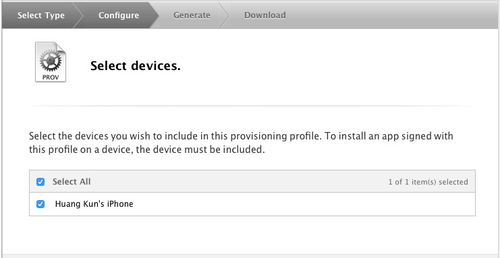 Select Type
Configure
Generate
Download
PROV
Select devices.
Select the devices you wish to include in this provisioning profile. To install an app signed with
this profile on a device, the device must be included.
Select All
1 of 1 item(s) selected
Huang Kun's iPhone